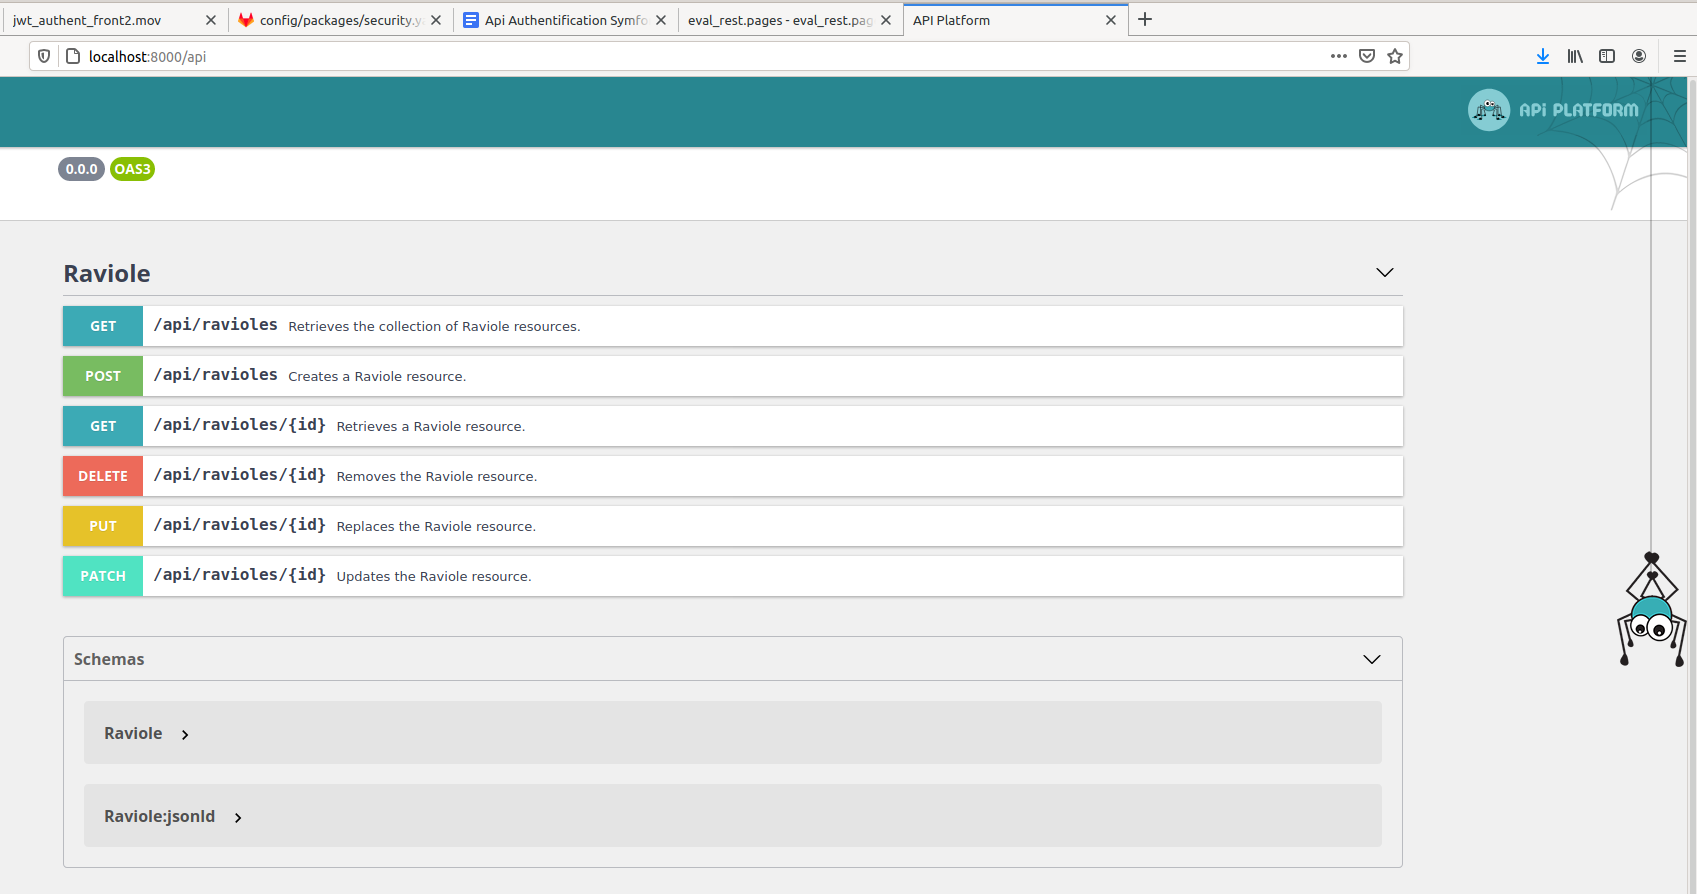 jwt_authent_front2.mov
config/packages/security.y
Api Authentification Symfo
eval_rest.pages - eval_rest.pag
API Platform
localhost:8000/api
API PLATFORM
0.0.0 OAS3
Raviole
GET /api/ravioles Retrieves the collection of Raviole resources.
POST /api/ravioles Creates a Raviole resource.
GET /api/ravioles/{id} Retrieves a Raviole resource.
DELETE /api/ravioles/{id} Removes the Raviole resource.
PUT /api/ravioles/{id} Replaces the Raviole resource.
PATCH /api/ravioles/{id} Updates the Raviole resource.
Schemas
Raviole
Raviole:jsonld